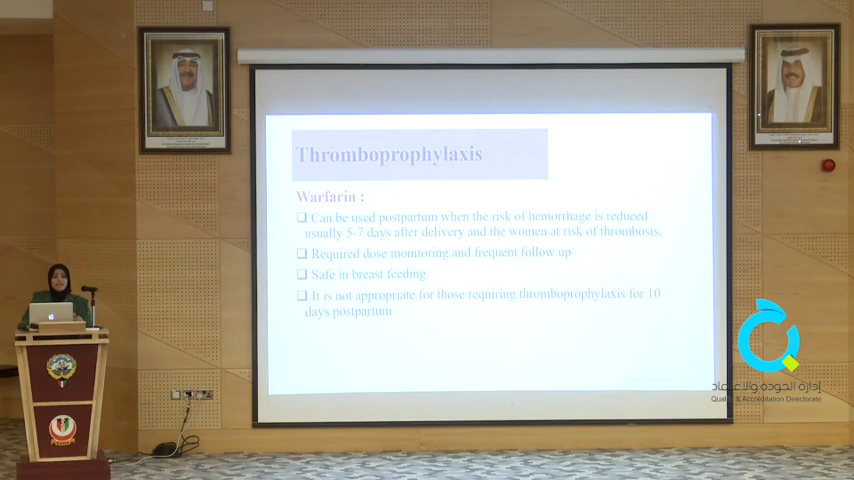 Thromboprophylaxis
Warfarin :
❑ Can be used postpartum when the risk of hemorrhage is reduced
usually 5-7 days after delivery and the women at risk of thrombosis.
❑ Required dose monitoring and frequent follow up
❑ Safe in breast feeding
❑ It is not appropriate for those requiring thromboprophylaxis for 10
days postpartum
إدارة الجودة والاعتماد
Quality & Accreditation Directorate